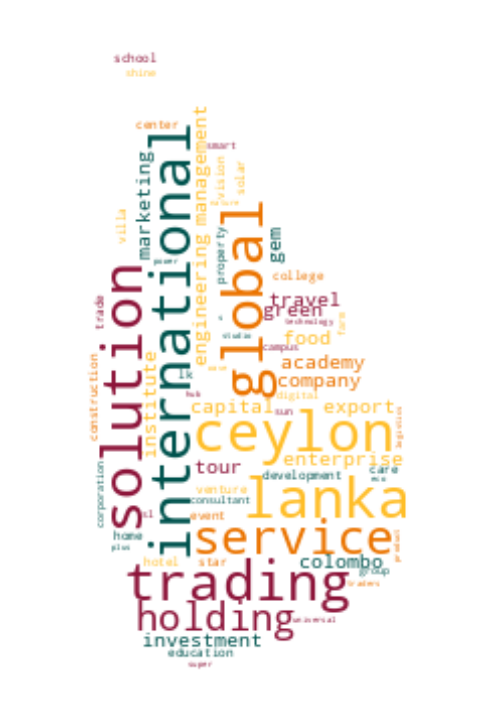 school
shine
center
smart
international
marketing
engineering management
vision
solar
nature
villa
global
property
gem
power
solution
college
trade
travel
green
technology
farm
studio
campus
food
construction
institute
lk
academy
company
hub
digital
capital
sun
export
logistics
ceylon
enterprise
tour
care
development
eco
corporation
venture
lanka
consultant
sl
event
service
home
plus
product
hotel
star
colombo
group
trading
traders
holding
universal
investment
education
super